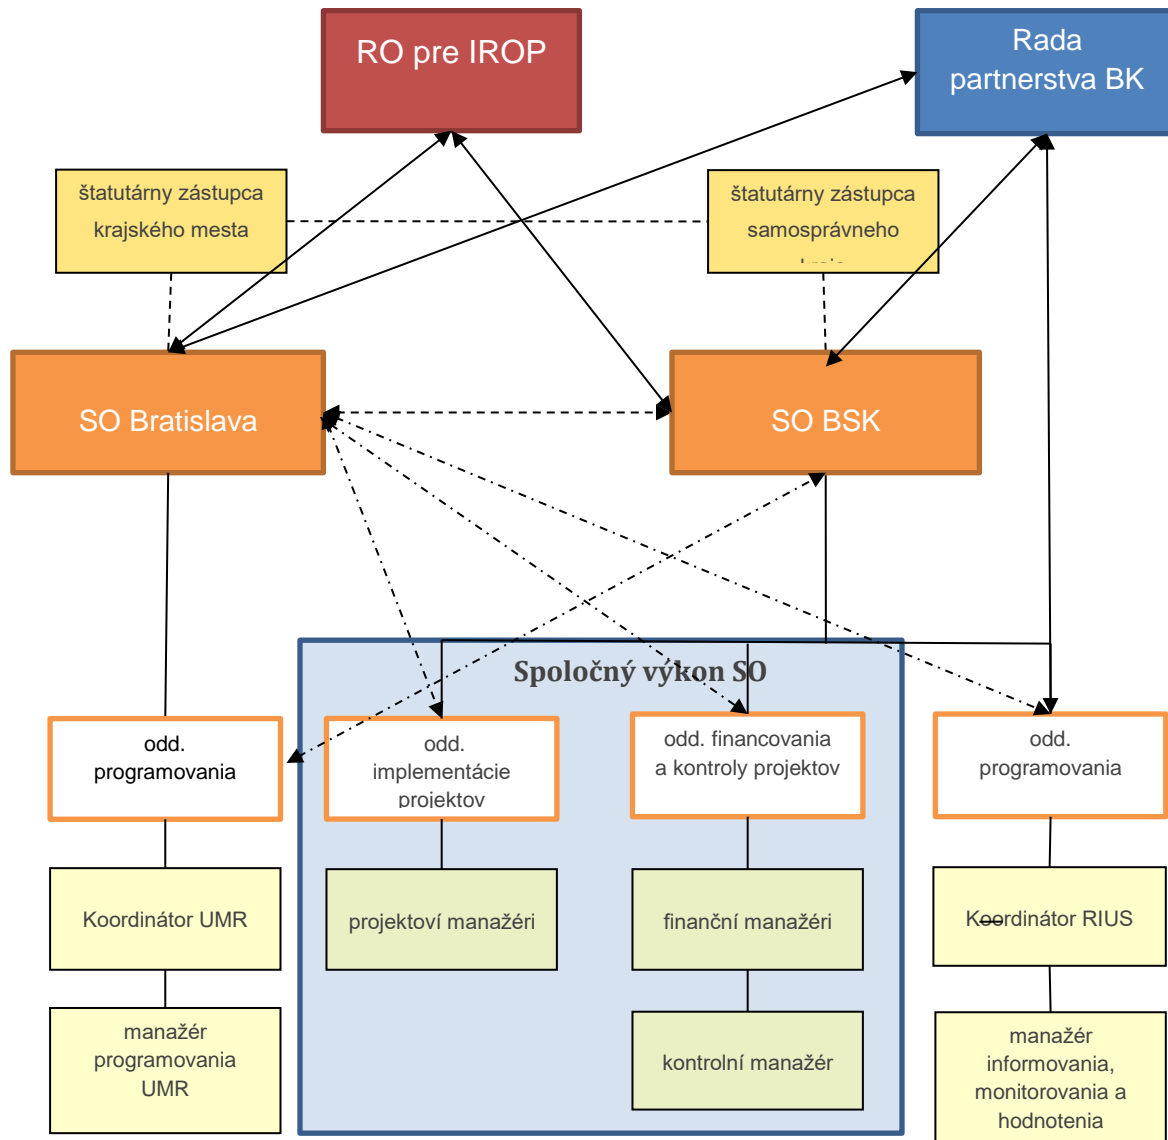 RO pre IROP
Rada
partnerstva BK
štatutárny zástupca
krajského mesta
štatutárny zástupca
samosprávneho
kraja
SO Bratislava
SO BSK
Spoločný výkon SO
odd.
programovania
odd.
implementácie
projektov
odd. financovania
a kontroly projektov
odd.
programovania
Koordinátor UMR
projektoví manažéri
finanční manažéri
Koordinátor RIUS
manažér
programovania
UMR
kontrolní manažér
manažér
informovania,
monitorovania a
hodnotenia